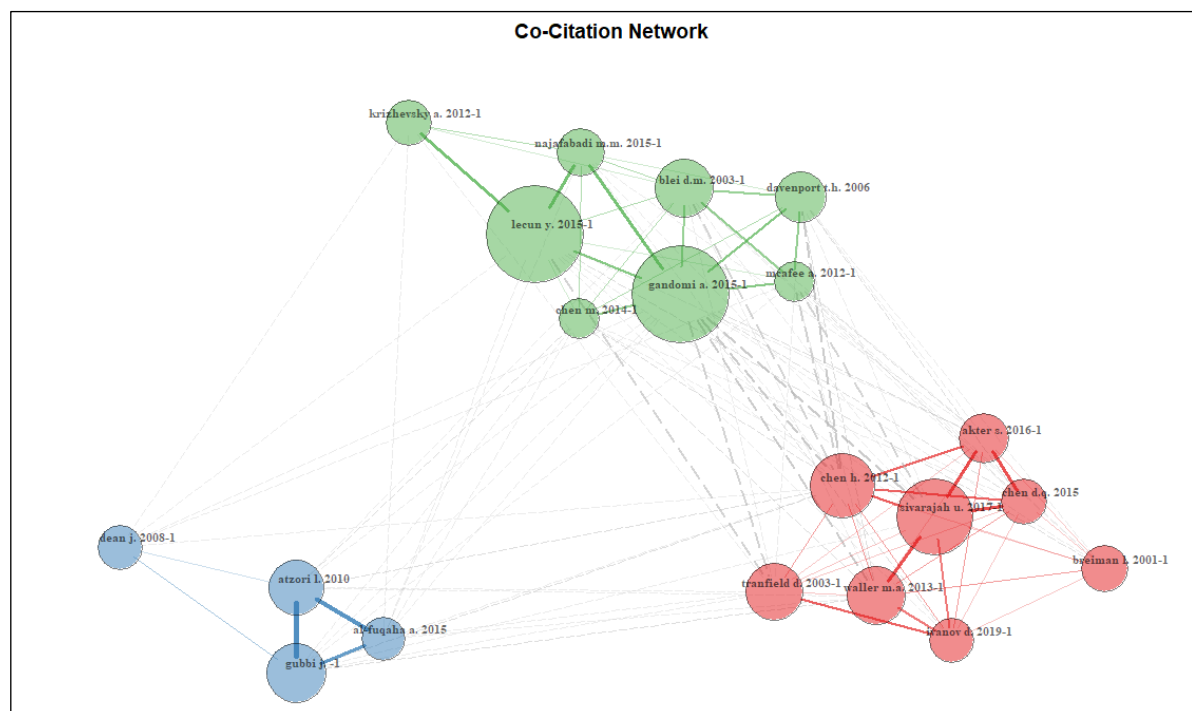 Co-Citation Network
krizhevsky a. 2012-1
najafabadi m.m. 2015-1
blei d.m. 2003-1
davenport t.h. 2006
lecun y. 2015-1
mcafee a. 2012-1
gandomi a. 2015-1
chen m. 2014-1
akter s. 2016-1
chen h. 2012-1
chen d.q. 2015
sivarajah u. 2017-1
dean j. 2008-1
breiman l. 2001-1
atzori l. 2010
tranfield d. 2003-1
waller m.a. 2013-1
al-fuqaha a. 2015
ivanov d. 2019-1
gubbi j. -1